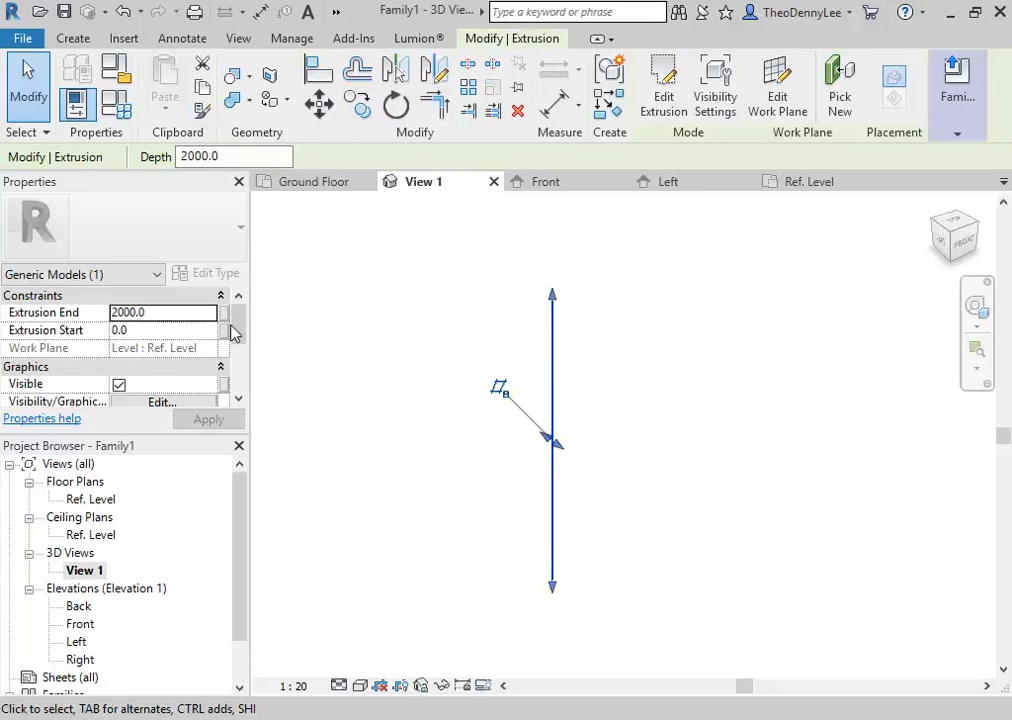 Family1 - 3D Vie...
Type a keyword or phrase
TheoDennyLee
File
Create
Insert
Annotate
View
Manage
Add-Ins
Lumion®
Modify | Extrusion
Modify
Paste
Edit Extrusion
Visibility Settings
Edit Work Plane
Pick New
Fami...
Select
Properties
Clipboard
Geometry
Modify
Measure
Create
Mode
Work Plane
Placement
Modify | Extrusion
Depth
2000.0
Properties
Ground Floor
View 1
Front
Left
Ref. Level
Generic Models (1)
Edit Type
Constraints
Extrusion End
2000.0
Extrusion Start
0.0
Work Plane
Level : Ref. Level
Graphics
Visible
Visibility/Graphic...
Edit...
Properties help
Apply
Project Browser - Family1
Views (all)
Floor Plans
Ref. Level
Ceiling Plans
Ref. Level
3D Views
View 1
Elevations (Elevation 1)
Back
Front
Left
Right
Sheets (all)
FRONT
1 : 20
Click to select, TAB for alternates, CTRL adds, SHI